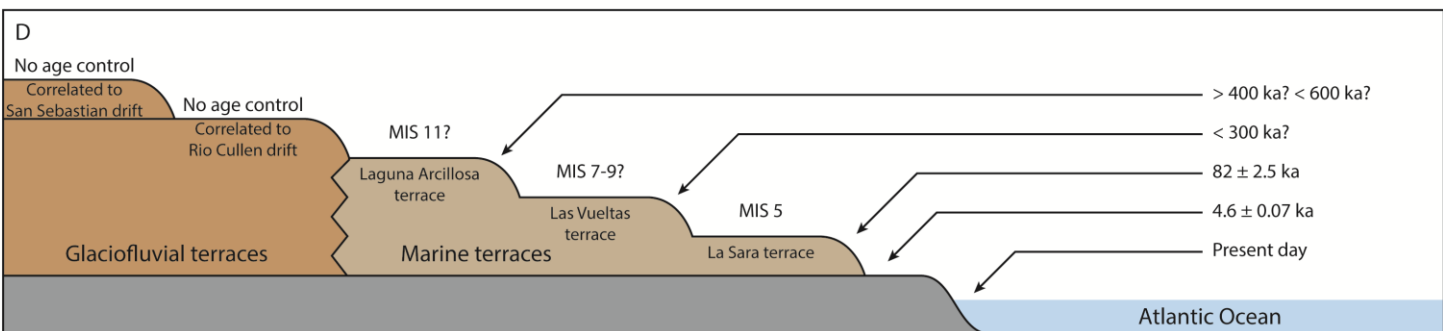 D
No age control
Correlated to
San Sebastian drift
No age control
Correlated to
Rio Cullen drift
MIS 11?
Laguna Arcillosa
terrace
MIS 7-9?
Las Vueltas
terrace
MIS 5
La Sara terrace
> 400 ka? < 600 ka?
< 300 ka?
82 ± 2.5 ka
4.6 ± 0.07 ka
Present day
Glaciofluvial terraces
Marine terraces
Atlantic Ocean